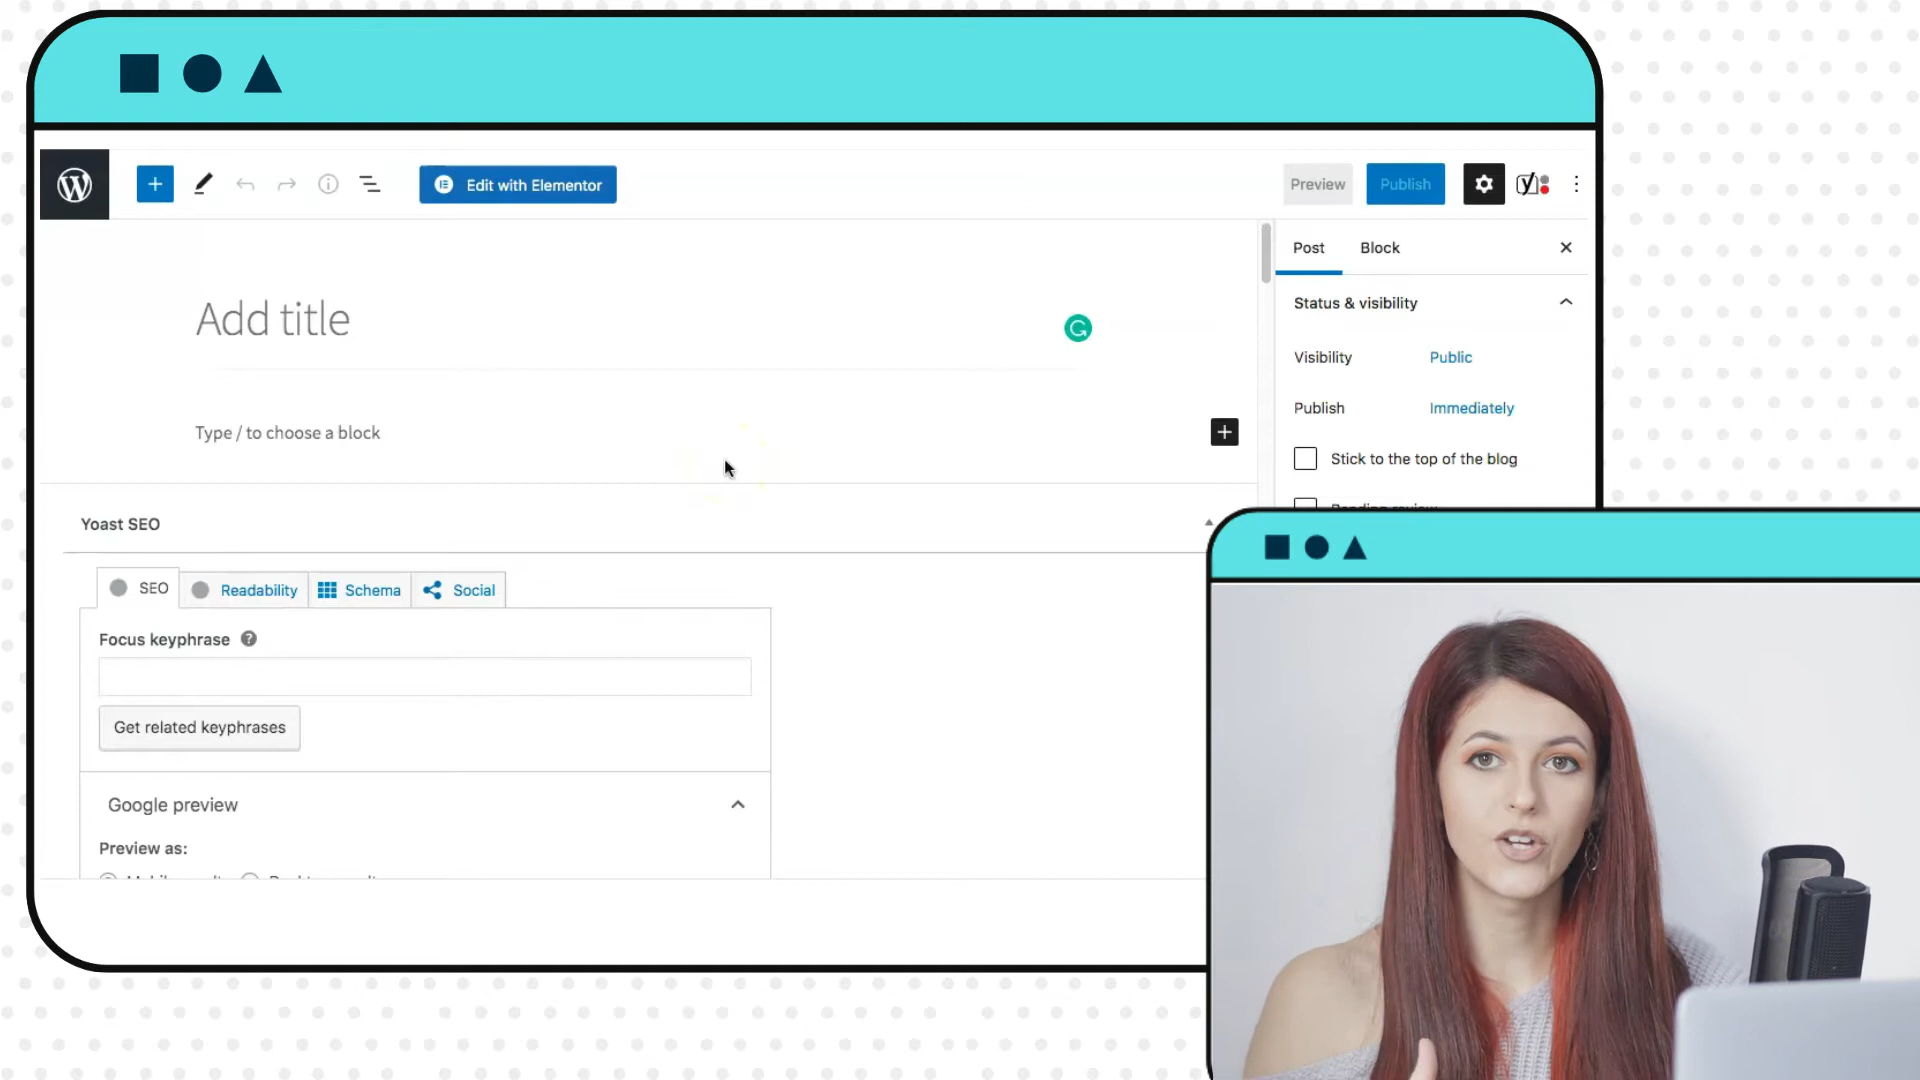 Edit with Elementor
Preview
Publish
Post
Block
Status & visibility
Add title
Visibility
Public
Publish
Immediately
Type / to choose a block
Stick to the top of the blog
Yoast SEO
SEO
Readability
Schema
Social
Focus keyphrase
Get related keyphrases
Google preview
Preview as: